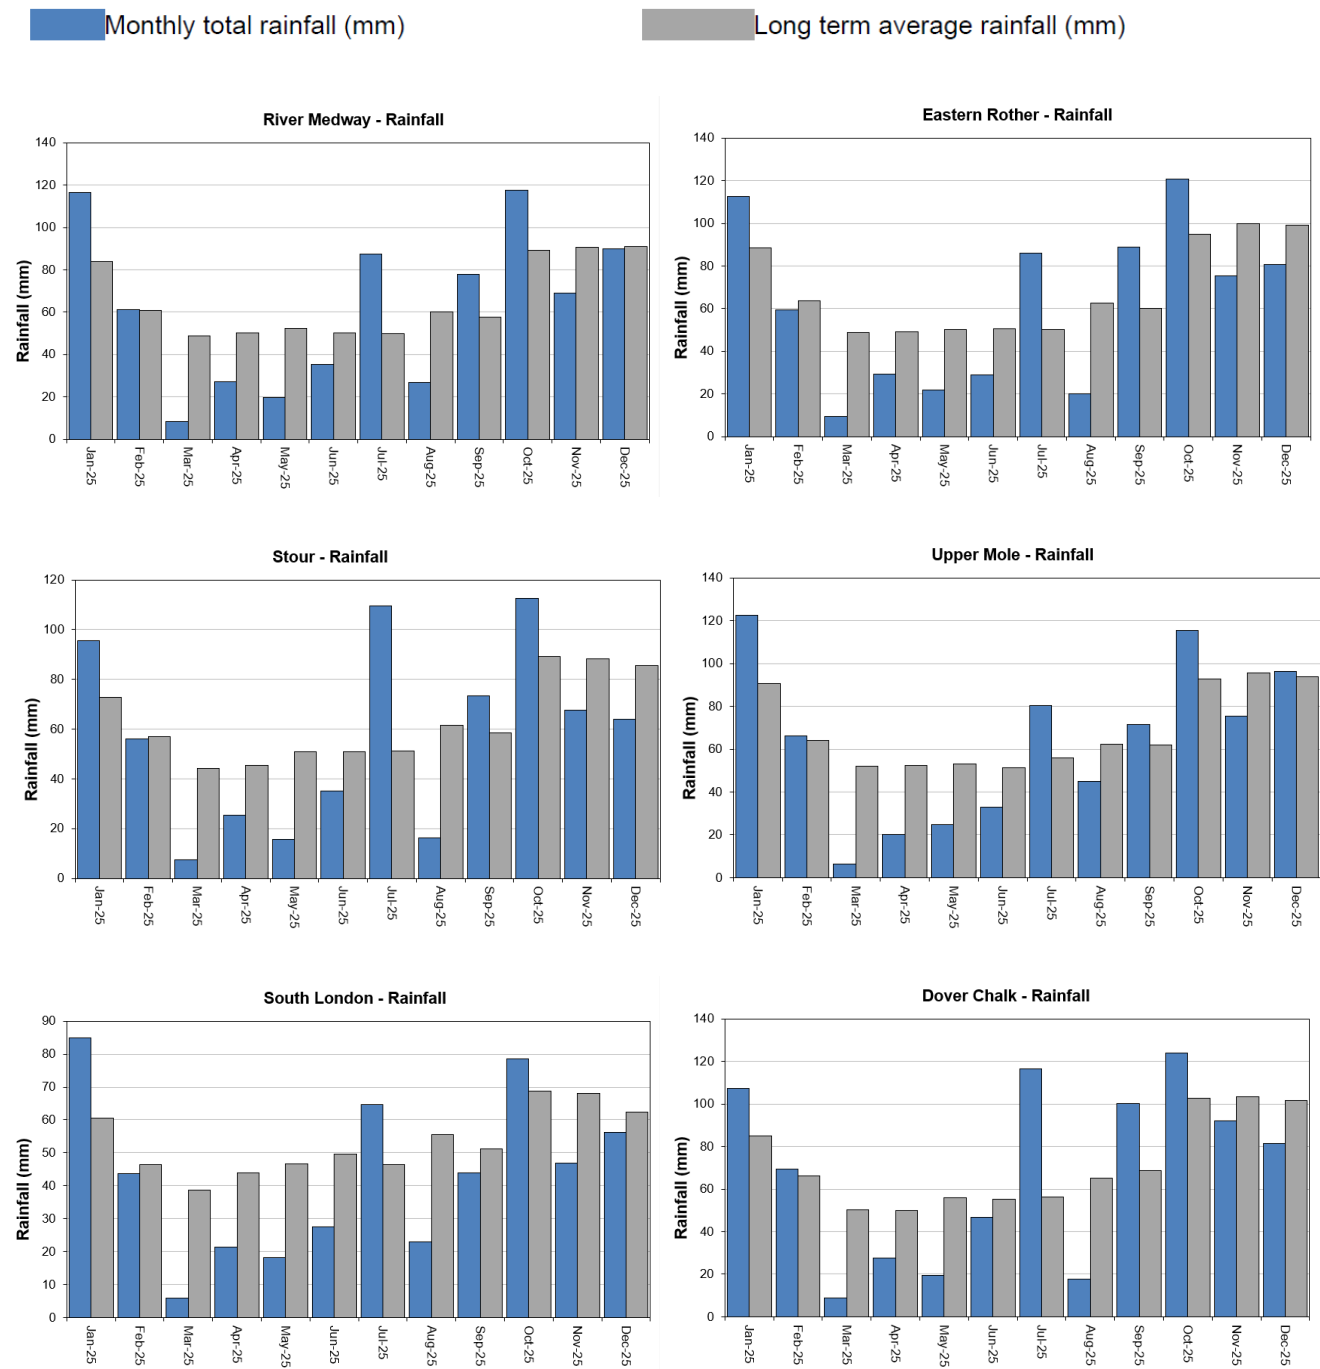 Monthly total rainfall (mm)
Long term average rainfall (mm)
River Medway - Rainfall
Rainfall (mm)
140
120
100
80
60
40
20
0
Jan-25
Feb-25
Mar-25
Apr-25
May-25
Jun-25
Jul-25
Aug-25
Sep-25
Oct-25
Nov-25
Dec-25
Eastern Rother - Rainfall
Rainfall (mm)
140
120
100
80
60
40
20
0
Jan-25
Feb-25
Mar-25
Apr-25
May-25
Jun-25
Jul-25
Aug-25
Sep-25
Oct-25
Nov-25
Dec-25
Stour - Rainfall
Rainfall (mm)
120
100
80
60
40
20
0
Jan-25
Feb-25
Mar-25
Apr-25
May-25
Jun-25
Jul-25
Aug-25
Sep-25
Oct-25
Nov-25
Dec-25
Upper Mole - Rainfall
Rainfall (mm)
140
120
100
80
60
40
20
0
Jan-25
Feb-25
Mar-25
Apr-25
May-25
Jun-25
Jul-25
Aug-25
Sep-25
Oct-25
Nov-25
Dec-25
South London - Rainfall
Rainfall (mm)
90
80
70
60
50
40
30
20
10
0
Jan-25
Feb-25
Mar-25
Apr-25
May-25
Jun-25
Jul-25
Aug-25
Sep-25
Oct-25
Nov-25
Dec-25
Dover Chalk - Rainfall
Rainfall (mm)
140
120
100
80
60
40
20
0
Jan-25
Feb-25
Mar-25
Apr-25
May-25
Jun-25
Jul-25
Aug-25
Sep-25
Oct-25
Nov-25
Dec-25